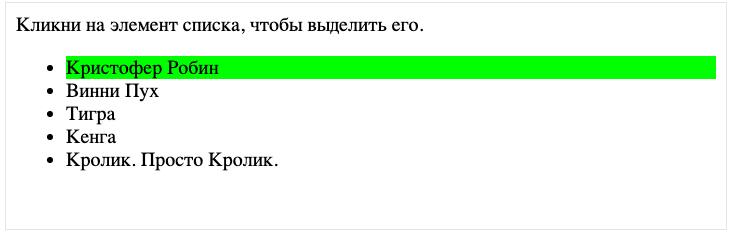 Кликни на элемент списка, чтобы выделить его.
Кристофер Робин
Винни Пух
Тигра
Кенга
Кролик. Просто Кролик.